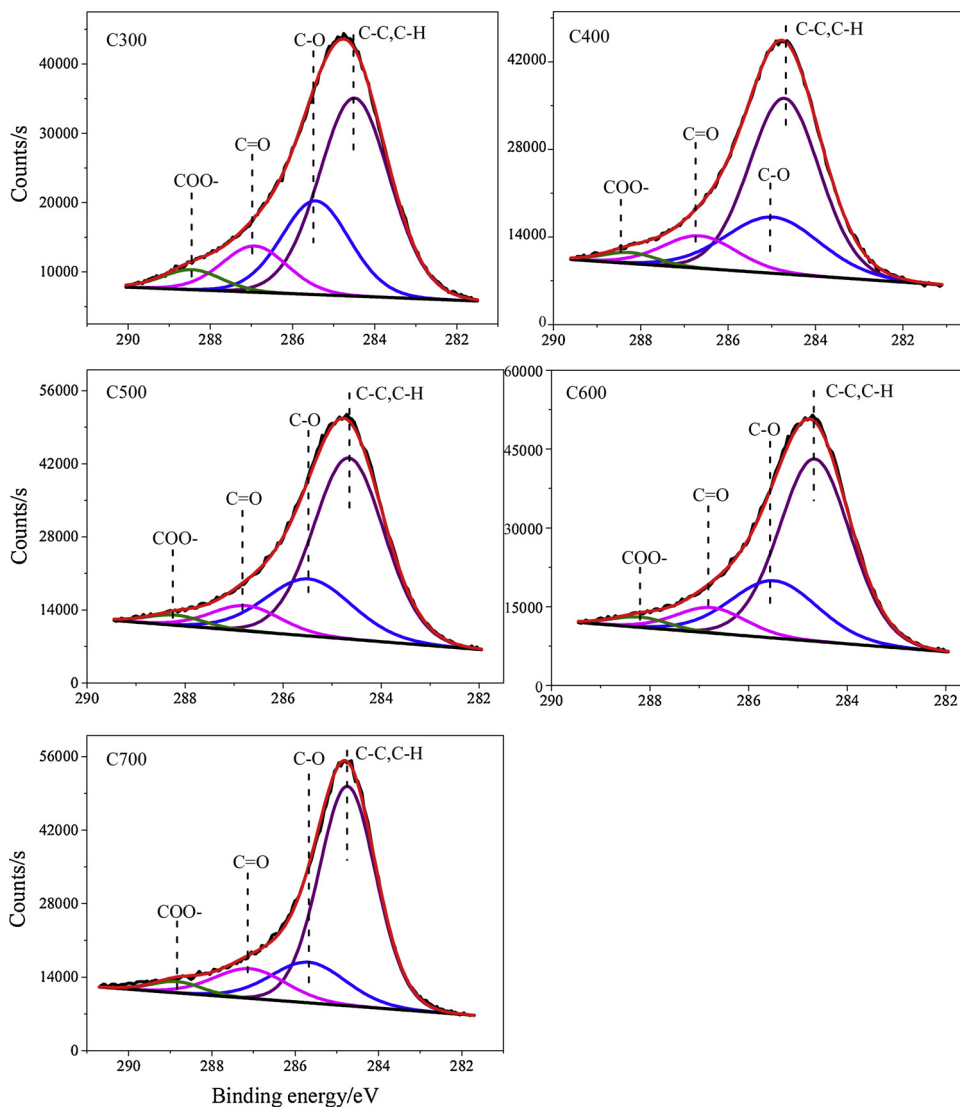 C300
C-O
C-C,C-H
C=O
COO-
40000
30000
20000
10000
Counts/s
290 288 286 284 282
C400
C-C,C-H
C=O
C-O
COO-
42000
28000
14000
0
290 288 286 284 282
C500
C-C,C-H
C-O
C=O
COO-
56000
42000
28000
14000
0
Counts/s
290 288 286 284 282
C600
C-C,C-H
C-O
C=O
COO-
60000
45000
30000
15000
0
290 288 286 284 282
C700
C-O
C-C,C-H
C=O
COO-
56000
42000
28000
14000
0
Counts/s
290 288 286 284 282
Binding energy/eV